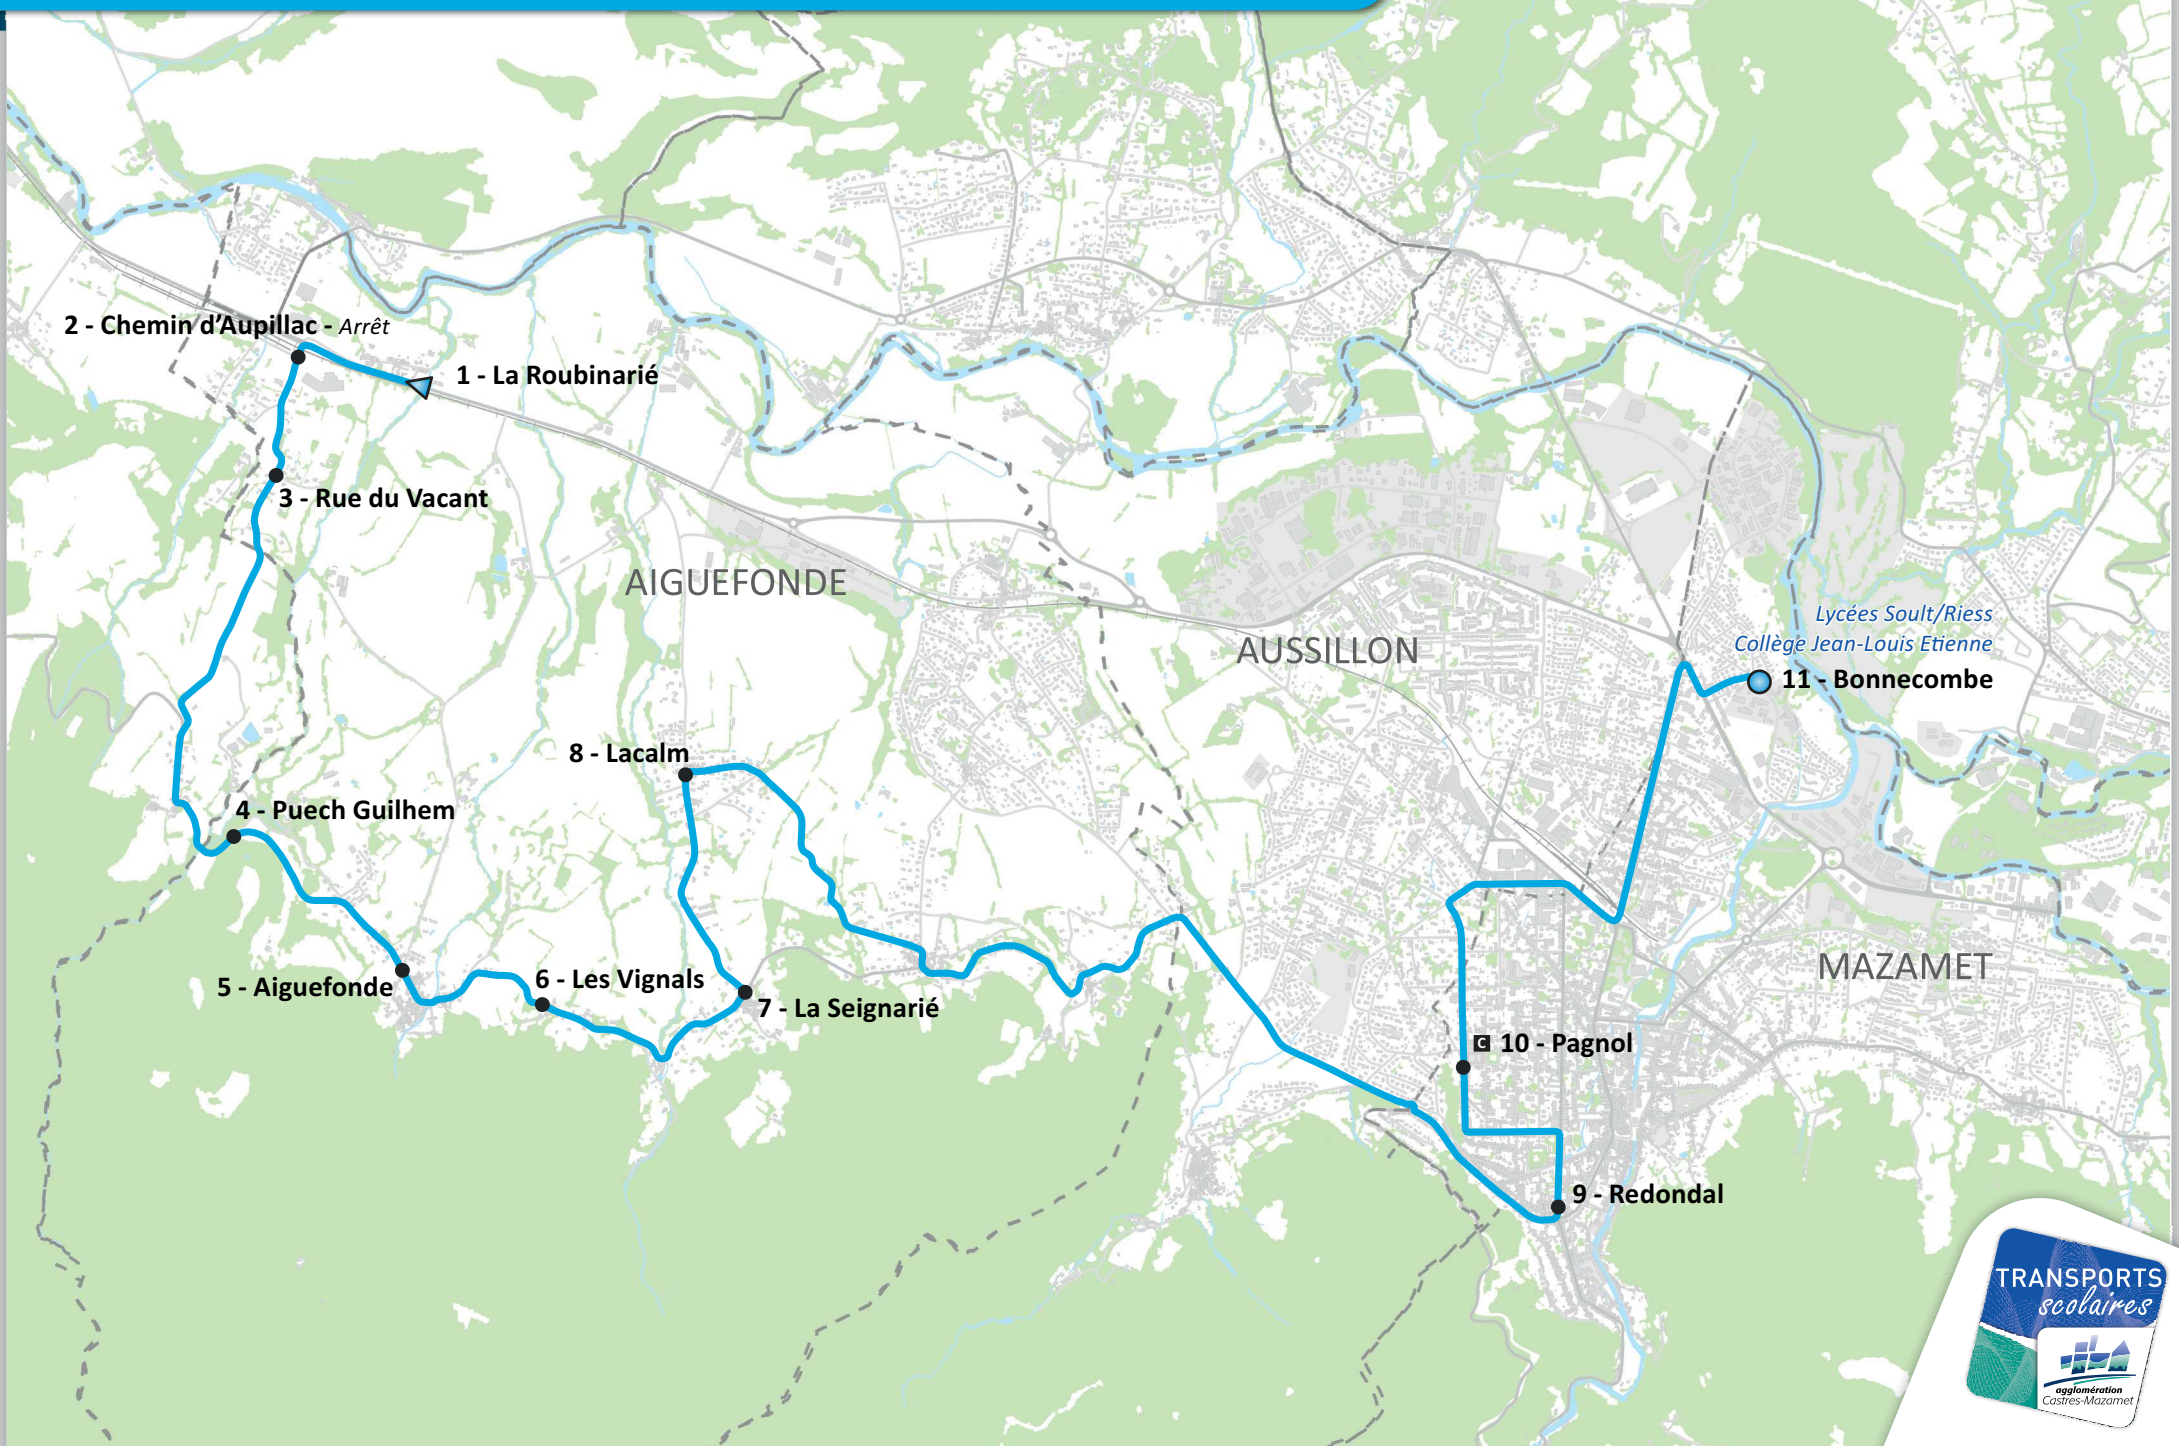 2 - Chemin d'Aupillac - Arrêt
1 - La Roubinarié
3 - Rue du Vacant
AIGUEFONDE
AUSSILLON
Lycées Soult/Riess
Collège Jean-Louis Etienne
11 - Bonnecombe
8 - Lacalm
4 - Puech Guilhem
5 - Aiguefonde
6 - Les Vignals
7 - La Seignarié
MAZAMET
C 10 - Pagnol
9 - Redondal
TRANSPORTS
scolaires
agglomération
Castres-Mazamet